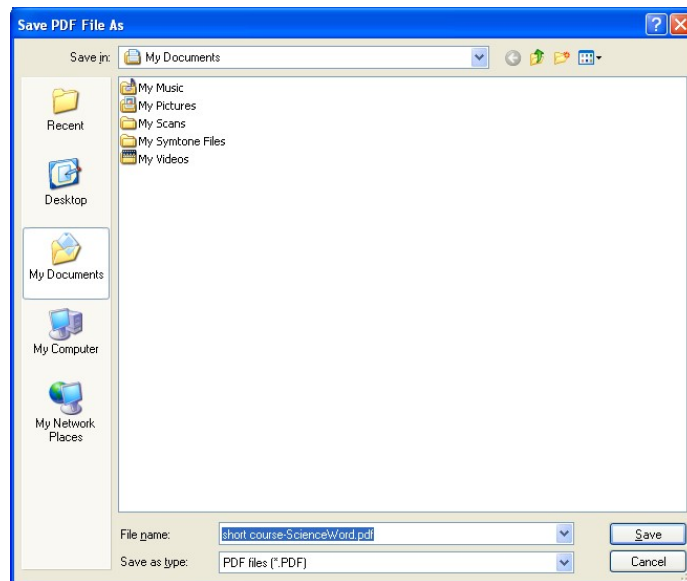 Save PDF File As
Save in:
My Documents
Recent
Desktop
My Documents
My Computer
My Network
Places
My Music
My Pictures
My Scans
My Symtone Files
My Videos
File name:
short course-ScienceWord.pdf
Save
Save as type:
PDF files (*.PDF)
Cancel